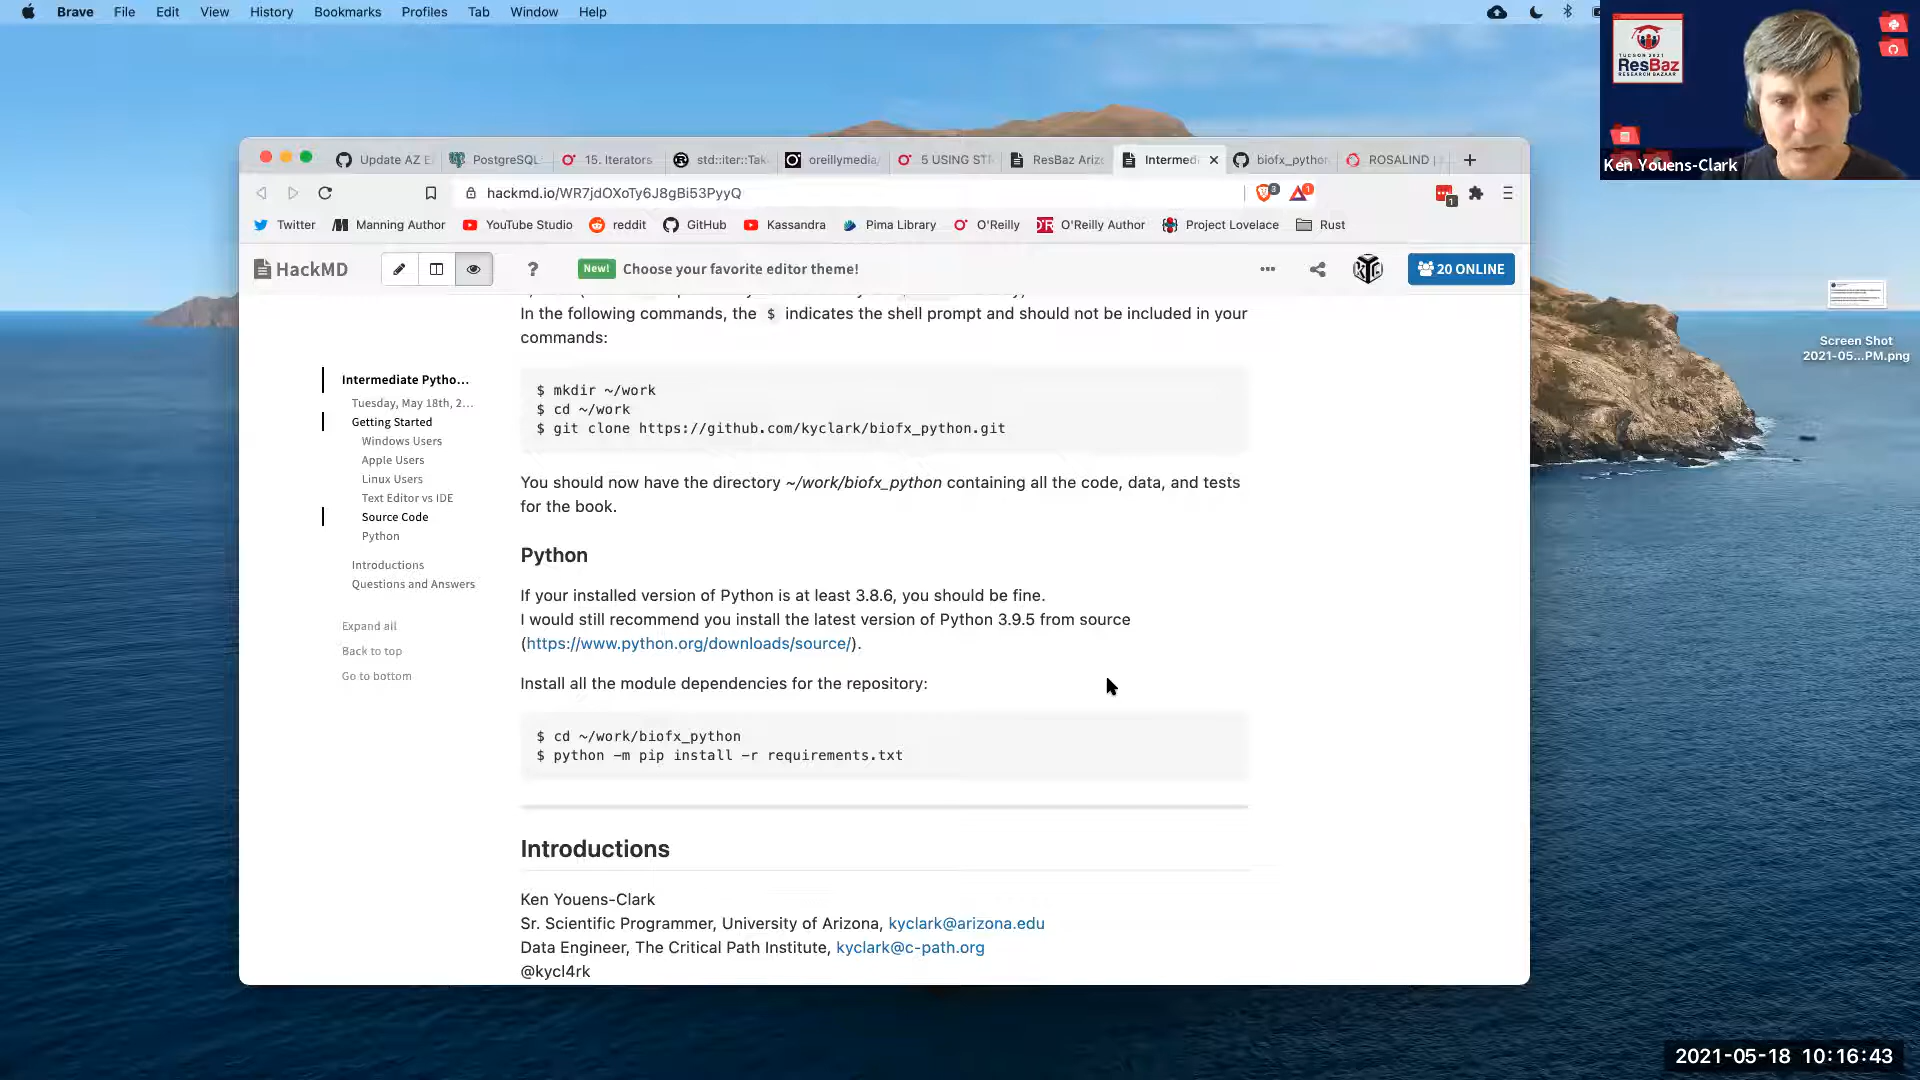 Brave File Edit View History Bookmarks Profiles Tab Window Help
TUCSON 2021
ResBaz
RESEARCH BAZAAR
Ken Youens-Clark
Update AZ E
PostgreSQL
15. Iterators
std::iter::Tak
oreillymedia/
5 USING STR
ResBaz Ariz
Intermed
biofx_python
ROSALIND |
hackmd.io/WR7jdOXoTy6J8gBi53PyyQ
3
1
1
Twitter Manning Author YouTube Studio reddit GitHub Kassandra Pima Library O'Reilly O'Reilly Author Project Lovelace Rust
HackMD
?
New! Choose your favorite editor theme!
20 ONLINE
Screen Shot
2021-05...PM.png
Intermediate Pytho...
Tuesday, May 18th, 2...
Getting Started
Windows Users
Apple Users
Linux Users
Text Editor vs IDE
Source Code
Python
Introductions
Questions and Answers
Expand all
Back to top
Go to bottom
In the following commands, the $ indicates the shell prompt and should not be included in your
commands:
$ mkdir ~/work
$ cd ~/work
$ git clone https://github.com/kyclark/biofx_python.git
You should now have the directory ~/work/biofx_python containing all the code, data, and tests
for the book.
Python
If your installed version of Python is at least 3.8.6, you should be fine.
I would still recommend you install the latest version of Python 3.9.5 from source
(https://www.python.org/downloads/source/).
Install all the module dependencies for the repository:
$ cd ~/work/biofx_python
$ python -m pip install -r requirements.txt
Introductions
Ken Youens-Clark
Sr. Scientific Programmer, University of Arizona, kyclark@arizona.edu
Data Engineer, The Critical Path Institute, kyclark@c-path.org
@kycl4rk
2021-05-18 10:16:43